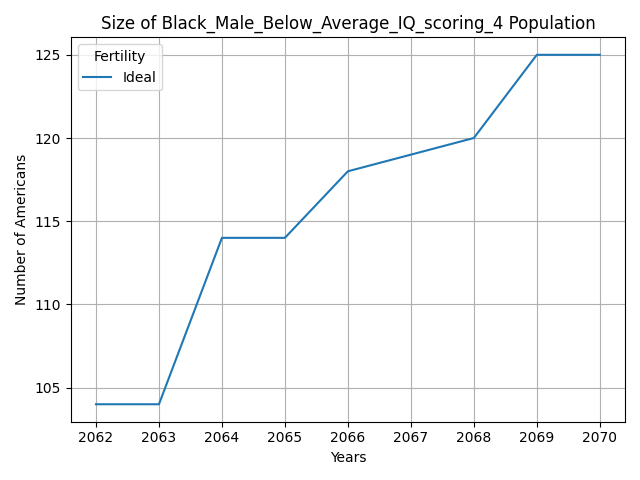 Size of Black_Male_Below_Average_IQ_scoring_4 Population
Fertility
Ideal
125
120
115
110
105
Number of Americans
2062 2063 2064 2065 2066 2067 2068 2069 2070
Years